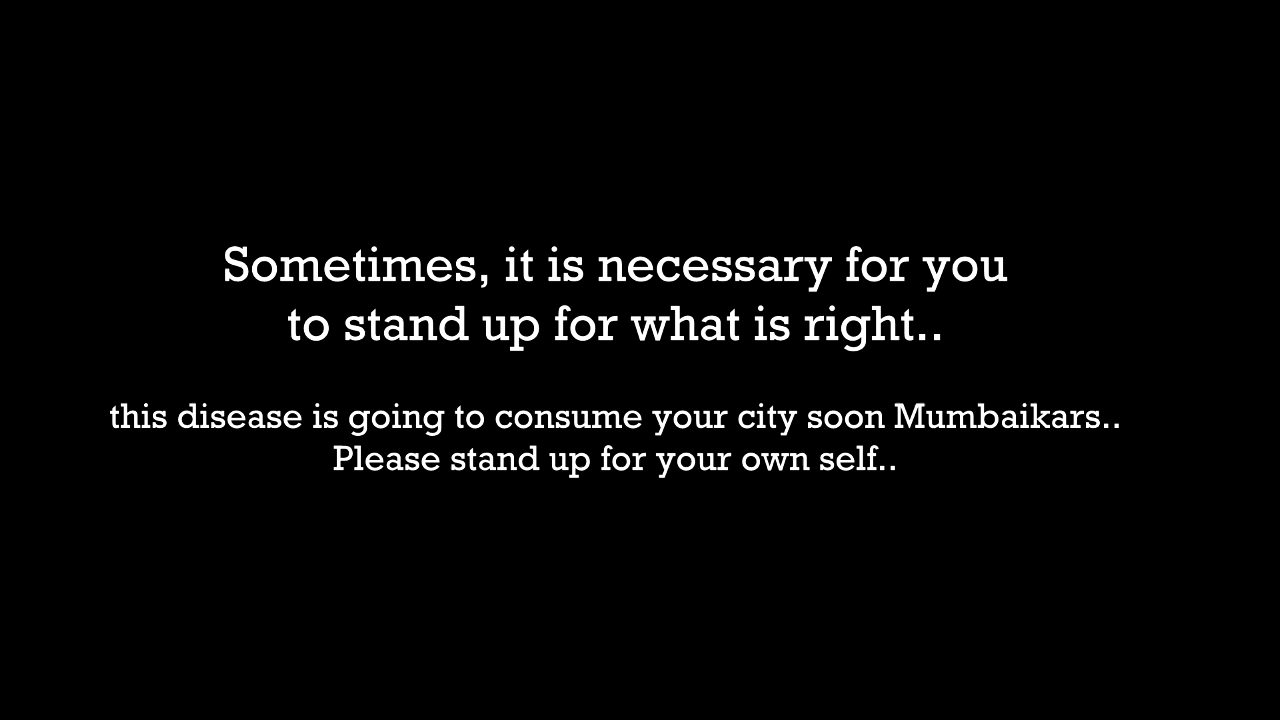 Sometimes, it is necessary for you
to stand up for what is right..
this disease is going to consume your city soon Mumbaikars..
Please stand up for your own self..